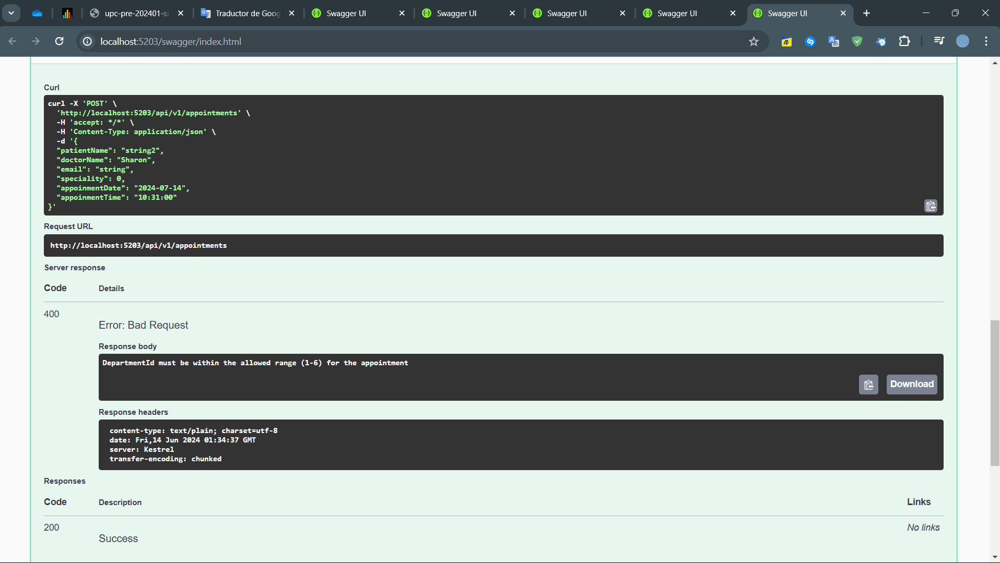 upc-pre-202401-si
Traductor de Goog
Swagger UI
Swagger UI
Swagger UI
Swagger UI
Swagger UI
localhost:5203/swagger/index.html
Curl
curl -X 'POST' \
'http://localhost:5203/api/v1/appointments' \
-H 'accept: */*' \
-H 'Content-Type: application/json' \
-d '{
"patientName": "string2",
"doctorName": "Sharon",
"email": "string",
"speciality": 0,
"appoinmentDate": "2024-07-14",
"appoinmentTime": "10:31:00"
}'
Request URL
http://localhost:5203/api/v1/appointments
Server response
Code Details
400
Error: Bad Request
Response body
DepartmentId must be within the allowed range (1-6) for the appointment
Download
Response headers
content-type: text/plain; charset=utf-8
date: Fri,14 Jun 2024 01:34:37 GMT
server: Kestrel
transfer-encoding: chunked
Responses
Code Description Links
200 No links
Success